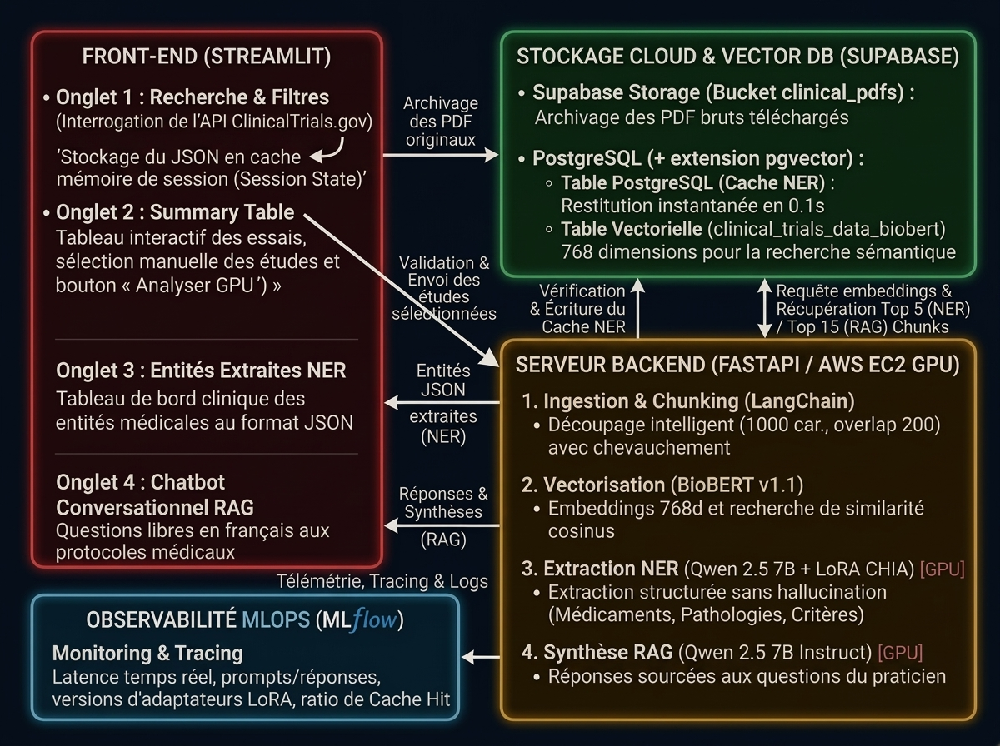 FRONT-END (STREAMLIT)
• Onglet 1 : Recherche & Filtres
(Interrogation de l'API ClinicalTrials.gov)
'Stockage du JSON en cache
mémoire de session (Session State)'
• Onglet 2 : Summary Table
Tableau interactif des essais,
sélection manuelle des études et
bouton « Analyser GPU') »
Onglet 3 : Entités Extraites NER
Tableau de bord clinique des
entités médicales au format JSON
Onglet 4 : Chatbot
Conversationnel RAG
Questions libres en français aux
protocoles médicaux
Archivage
des PDF
originaux
Validation &
Envoi des
études
sélectionnées
Entités
JSON
extraites
(NER)
Réponses &
Synthèses
(RAG)
Télémétrie, Tracing & Logs
STOCKAGE CLOUD & VECTOR DB (SUPABASE)
• Supabase Storage (Bucket clinical_pdfs) :
Archivage des PDF bruts téléchargés
• PostgreSQL (+ extension pgvector) :
◦ Table PostgreSQL (Cache NER) :
Restitution instantanée en 0.1s
◦ Table Vectorielle (clinical_trials_data_biobert)
768 dimensions pour la recherche sémantique
Vérification
& Écriture du
Cache NER
Requête embeddings &
Récupération Top 5 (NER)
/ Top 15 (RAG) Chunks
SERVEUR BACKEND (FASTAPI / AWS EC2 GPU)
1. Ingestion & Chunking (LangChain)
• Découpage intelligent (1000 car., overlap 200)
avec chevauchement
2. Vectorisation (BioBERT v1.1)
• Embeddings 768d et recherche de similarité
cosinus
3. Extraction NER (Qwen 2.5 7B + LoRA CHIA) [GPU]
• Extraction structurée sans hallucination
(Médicaments, Pathologies, Critères)
4. Synthèse RAG (Qwen 2.5 7B Instruct) [GPU]
• Réponses sourcées aux questions du praticien
OBSERVABILITÉ MLOPS (MLflow)
Monitoring & Tracing
Latence temps réel, prompts/réponses,
versions d'adaptateurs LoRA, ratio de Cache Hit